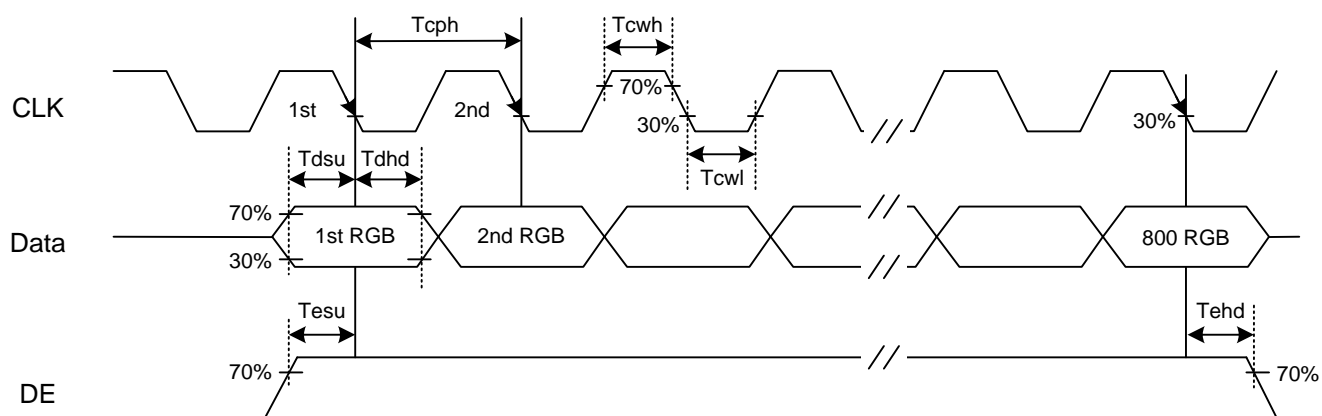 Tcph
Tcwh
CLK
1st
2nd
70%
30%
30%
Tcwl
Tdsu
Tdhd
70%
Data
1st RGB
2nd RGB
800 RGB
30%
Tesu
Tehd
70%
70%
DE